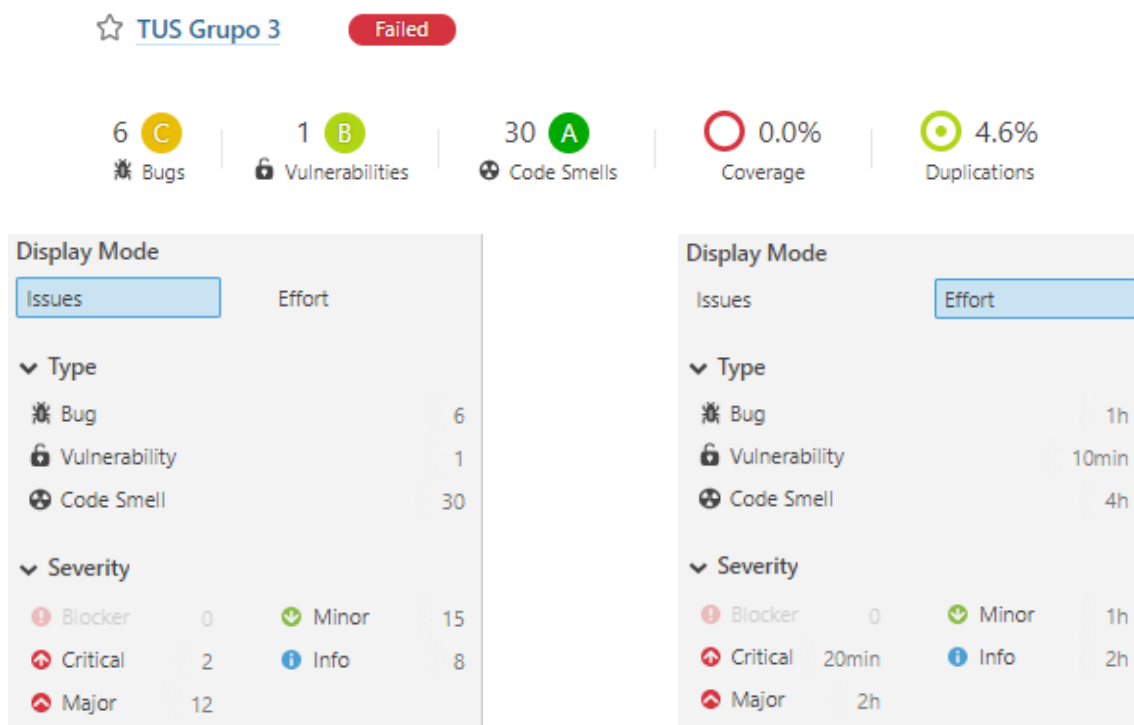 TUS Grupo 3 Failed
6 C 1 B 30 A 0.0% 4.6%
Bugs Vulnerabilities Code Smells Coverage Duplications
Display Mode
Issues Effort
Type
Bug 6
Vulnerability 1
Code Smell 30
Severity
Blocker 0 Minor 15
Critical 2 Info 8
Major 12
Display Mode
Issues Effort
Type
Bug 1h
Vulnerability 10min
Code Smell 4h
Severity
Blocker 0 Minor 1h
Critical 20min Info 2h
Major 2h